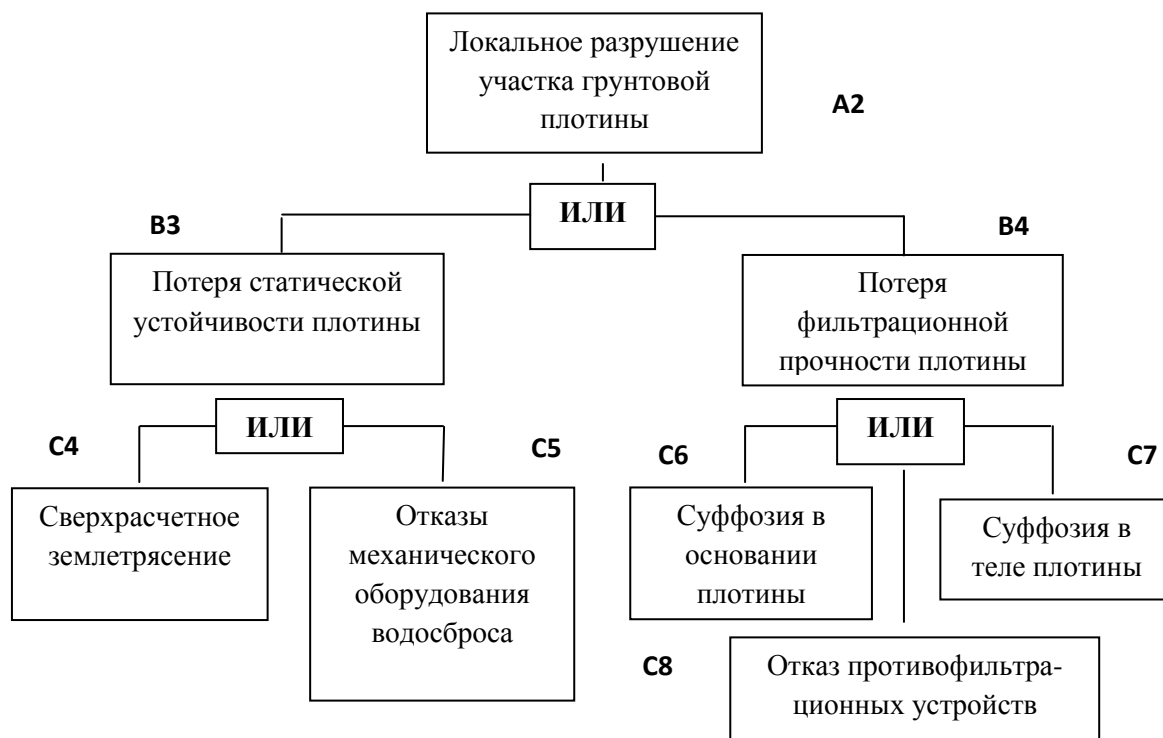 Локальное разрушение
участка грунтовой
плотины
A2
ИЛИ
B3
B4
Потеря статической
устойчивости плотины
Потеря
фильтрационной
прочности плотины
ИЛИ
ИЛИ
C4
C5
C6
C7
Сверхрасчетное
землетрясение
Отказы
механического
оборудования
водосброса
Суффозия в
основании
плотины
Суффозия в
теле плотины
C8
Отказ противофильтра-
ционных устройств